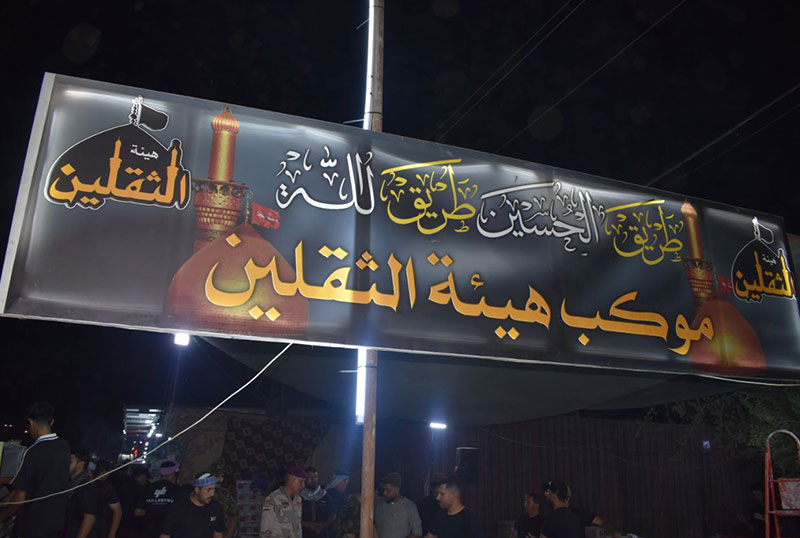 طريق الحسين طريق لله
موكب هيئة الثقلين
هيئة
الثقلين
هيئة
الثقلين